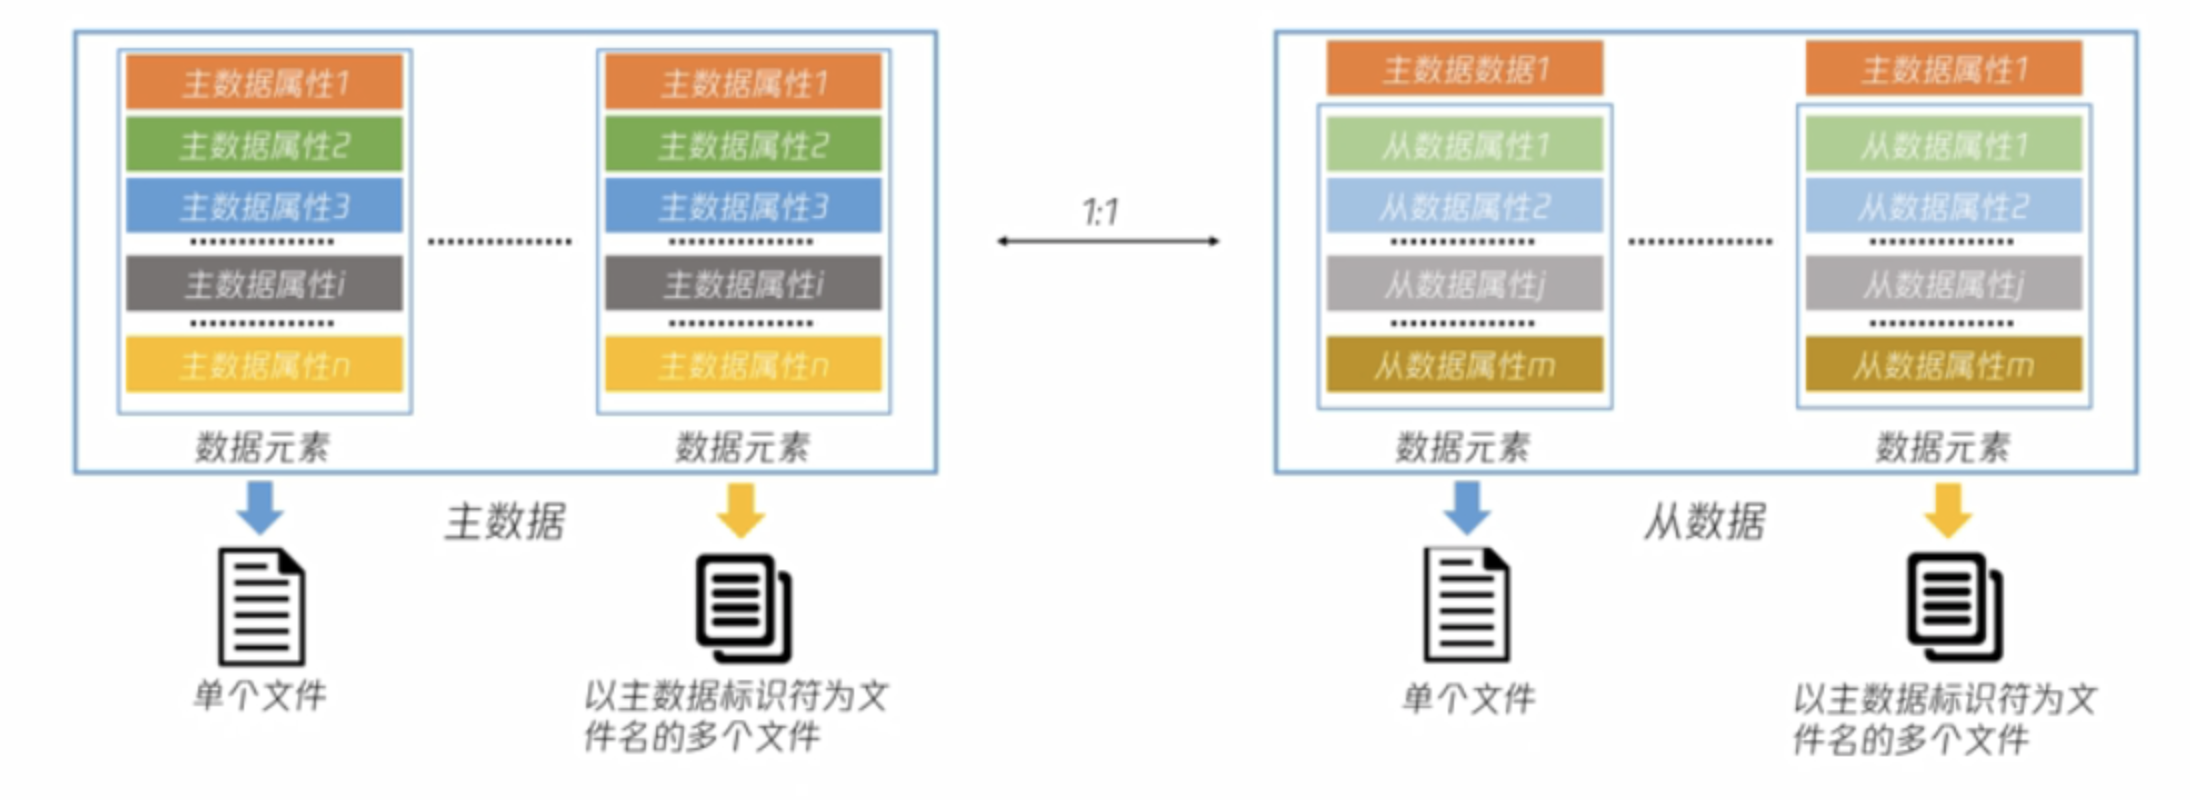 主数据属性1
主数据属性2
主数据属性3
主数据属性i
主数据属性n
数据元素
主数据属性1
主数据属性2
主数据属性3
主数据属性i
主数据属性n
数据元素
主数据
单个文件
以主数据标识符为文
件名的多个文件
1:1
主数据数据1
从数据属性1
从数据属性2
从数据属性j
从数据属性m
数据元素
主数据属性1
从数据属性1
从数据属性2
从数据属性j
从数据属性m
数据元素
从数据
单个文件
以主数据标识符为文
件名的多个文件